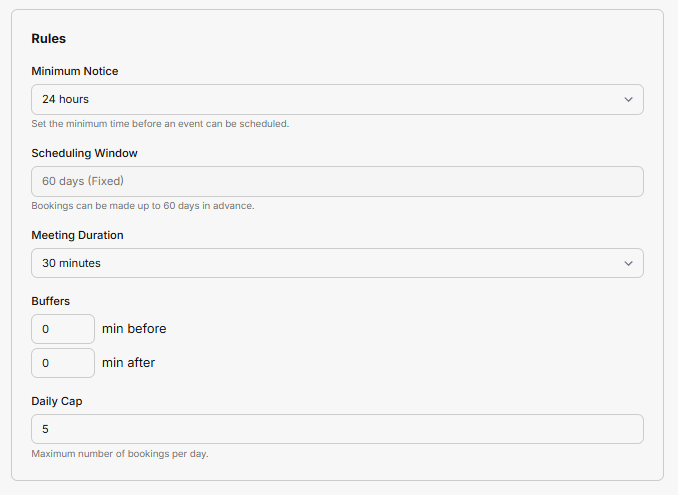 Rules
Minimum Notice
24 hours
Set the minimum time before an event can be scheduled.
Scheduling Window
60 days (Fixed)
Bookings can be made up to 60 days in advance.
Meeting Duration
30 minutes
Buffers
0 min before
0 min after
Daily Cap
5
Maximum number of bookings per day.